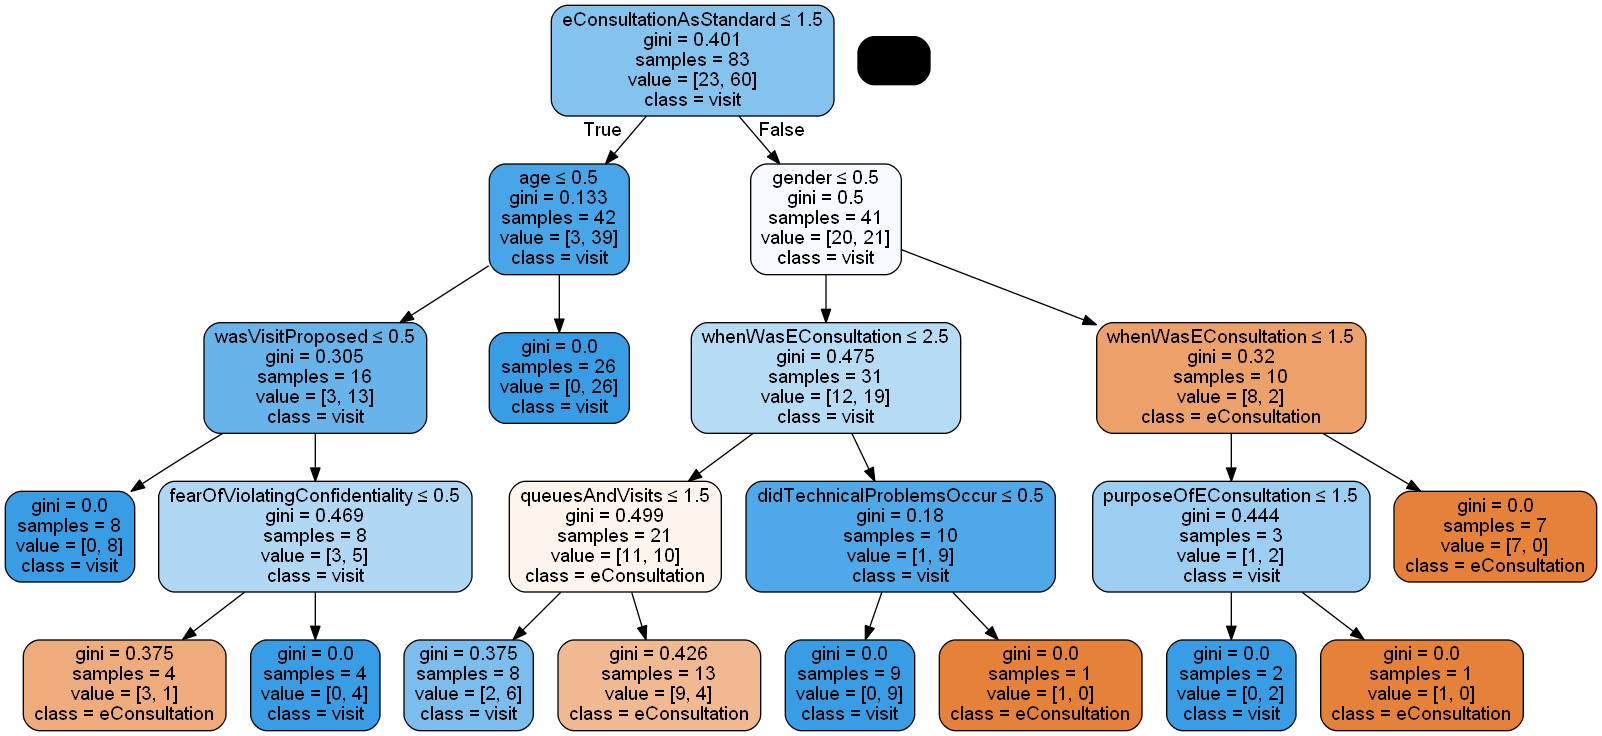 eConsultationAsStandard ≤ 1.5
gini = 0.401
samples = 83
value = [23, 60]
class = visit
True
False
age ≤ 0.5
gini = 0.133
samples = 42
value = [3, 39]
class = visit
gender ≤ 0.5
gini = 0.5
samples = 41
value = [20, 21]
class = visit
wasVisitProposed ≤ 0.5
gini = 0.305
samples = 16
value = [3, 13]
class = visit
gini = 0.0
samples = 26
value = [0, 26]
class = visit
whenWasEConsultation ≤ 2.5
gini = 0.475
samples = 31
value = [12, 19]
class = visit
whenWasEConsultation ≤ 1.5
gini = 0.32
samples = 10
value = [8, 2]
class = eConsultation
gini = 0.0
samples = 8
value = [0, 8]
class = visit
fearOfViolatingConfidentiality ≤ 0.5
gini = 0.469
samples = 8
value = [3, 5]
class = visit
queuesAndVisits ≤ 1.5
gini = 0.499
samples = 21
value = [11, 10]
class = eConsultation
didTechnicalProblemsOccur ≤ 0.5
gini = 0.18
samples = 10
value = [1, 9]
class = visit
purposeOfEConsultation ≤ 1.5
gini = 0.444
samples = 3
value = [1, 2]
class = visit
gini = 0.0
samples = 7
value = [7, 0]
class = eConsultation
gini = 0.375
samples = 4
value = [3, 1]
class = eConsultation
gini = 0.0
samples = 4
value = [0, 4]
class = visit
gini = 0.375
samples = 8
value = [2, 6]
class = visit
gini = 0.426
samples = 13
value = [9, 4]
class = eConsultation
gini = 0.0
samples = 9
value = [0, 9]
class = visit
gini = 0.0
samples = 1
value = [1, 0]
class = eConsultation
gini = 0.0
samples = 2
value = [0, 2]
class = visit
gini = 0.0
samples = 1
value = [1, 0]
class = eConsultation